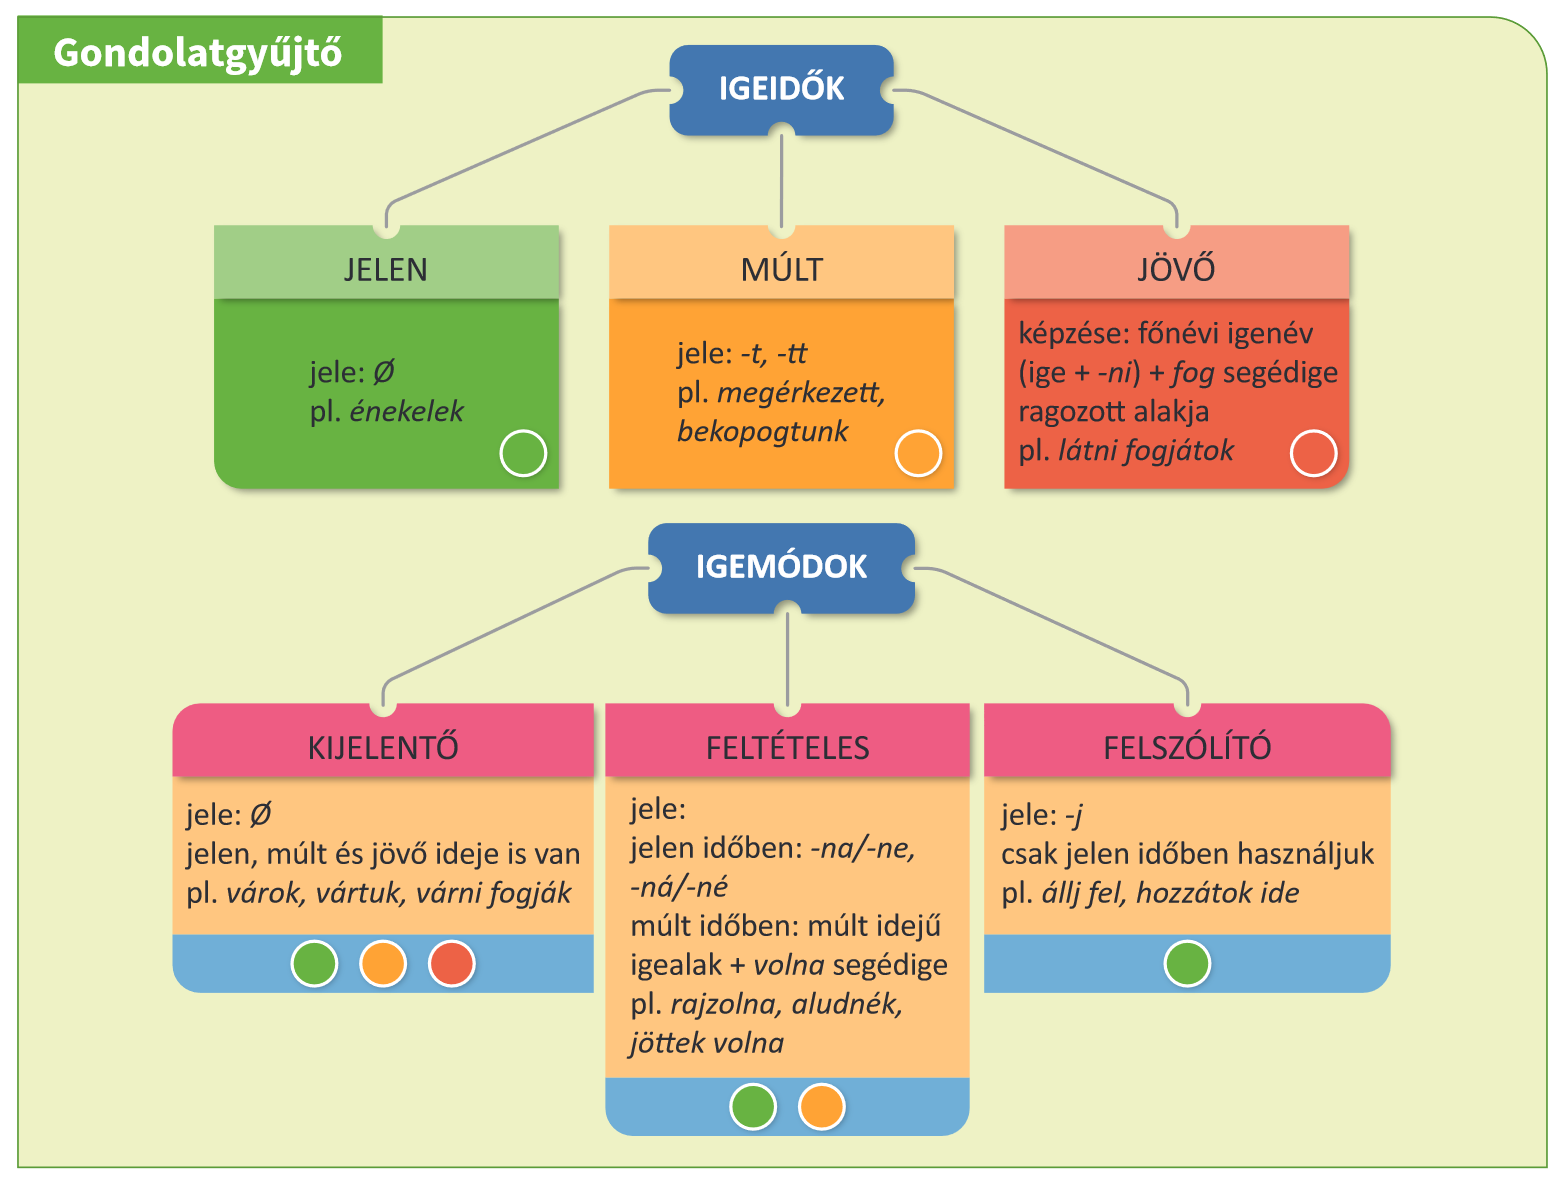 Gondolatgyűjtő
IGEIDŐK
JELEN
jele: Ø
pl. énekelek
MÚLT
jele: -t, -tt
pl. megérkezett,
bekopogtunk
JÖVŐ
képzése: főnévi igenév
(ige + -ni) + fog segédige
ragozott alakja
pl. látni fogjátok
IGEMÓDOK
KIJELENTŐ
jele: Ø
jelen, múlt és jövő ideje is van
pl. várok, vártuk, várni fogják
FELTÉTELES
jele:
jelen időben: -na/-ne,
-ná/-né
múlt időben: múlt idejű
igealak + volna segédige
pl. rajzolna, aludnék,
jöttek volna
FELSZÓLÍTÓ
jele: -j
csak jelen időben használjuk
pl. állj fel, hozzátok ide